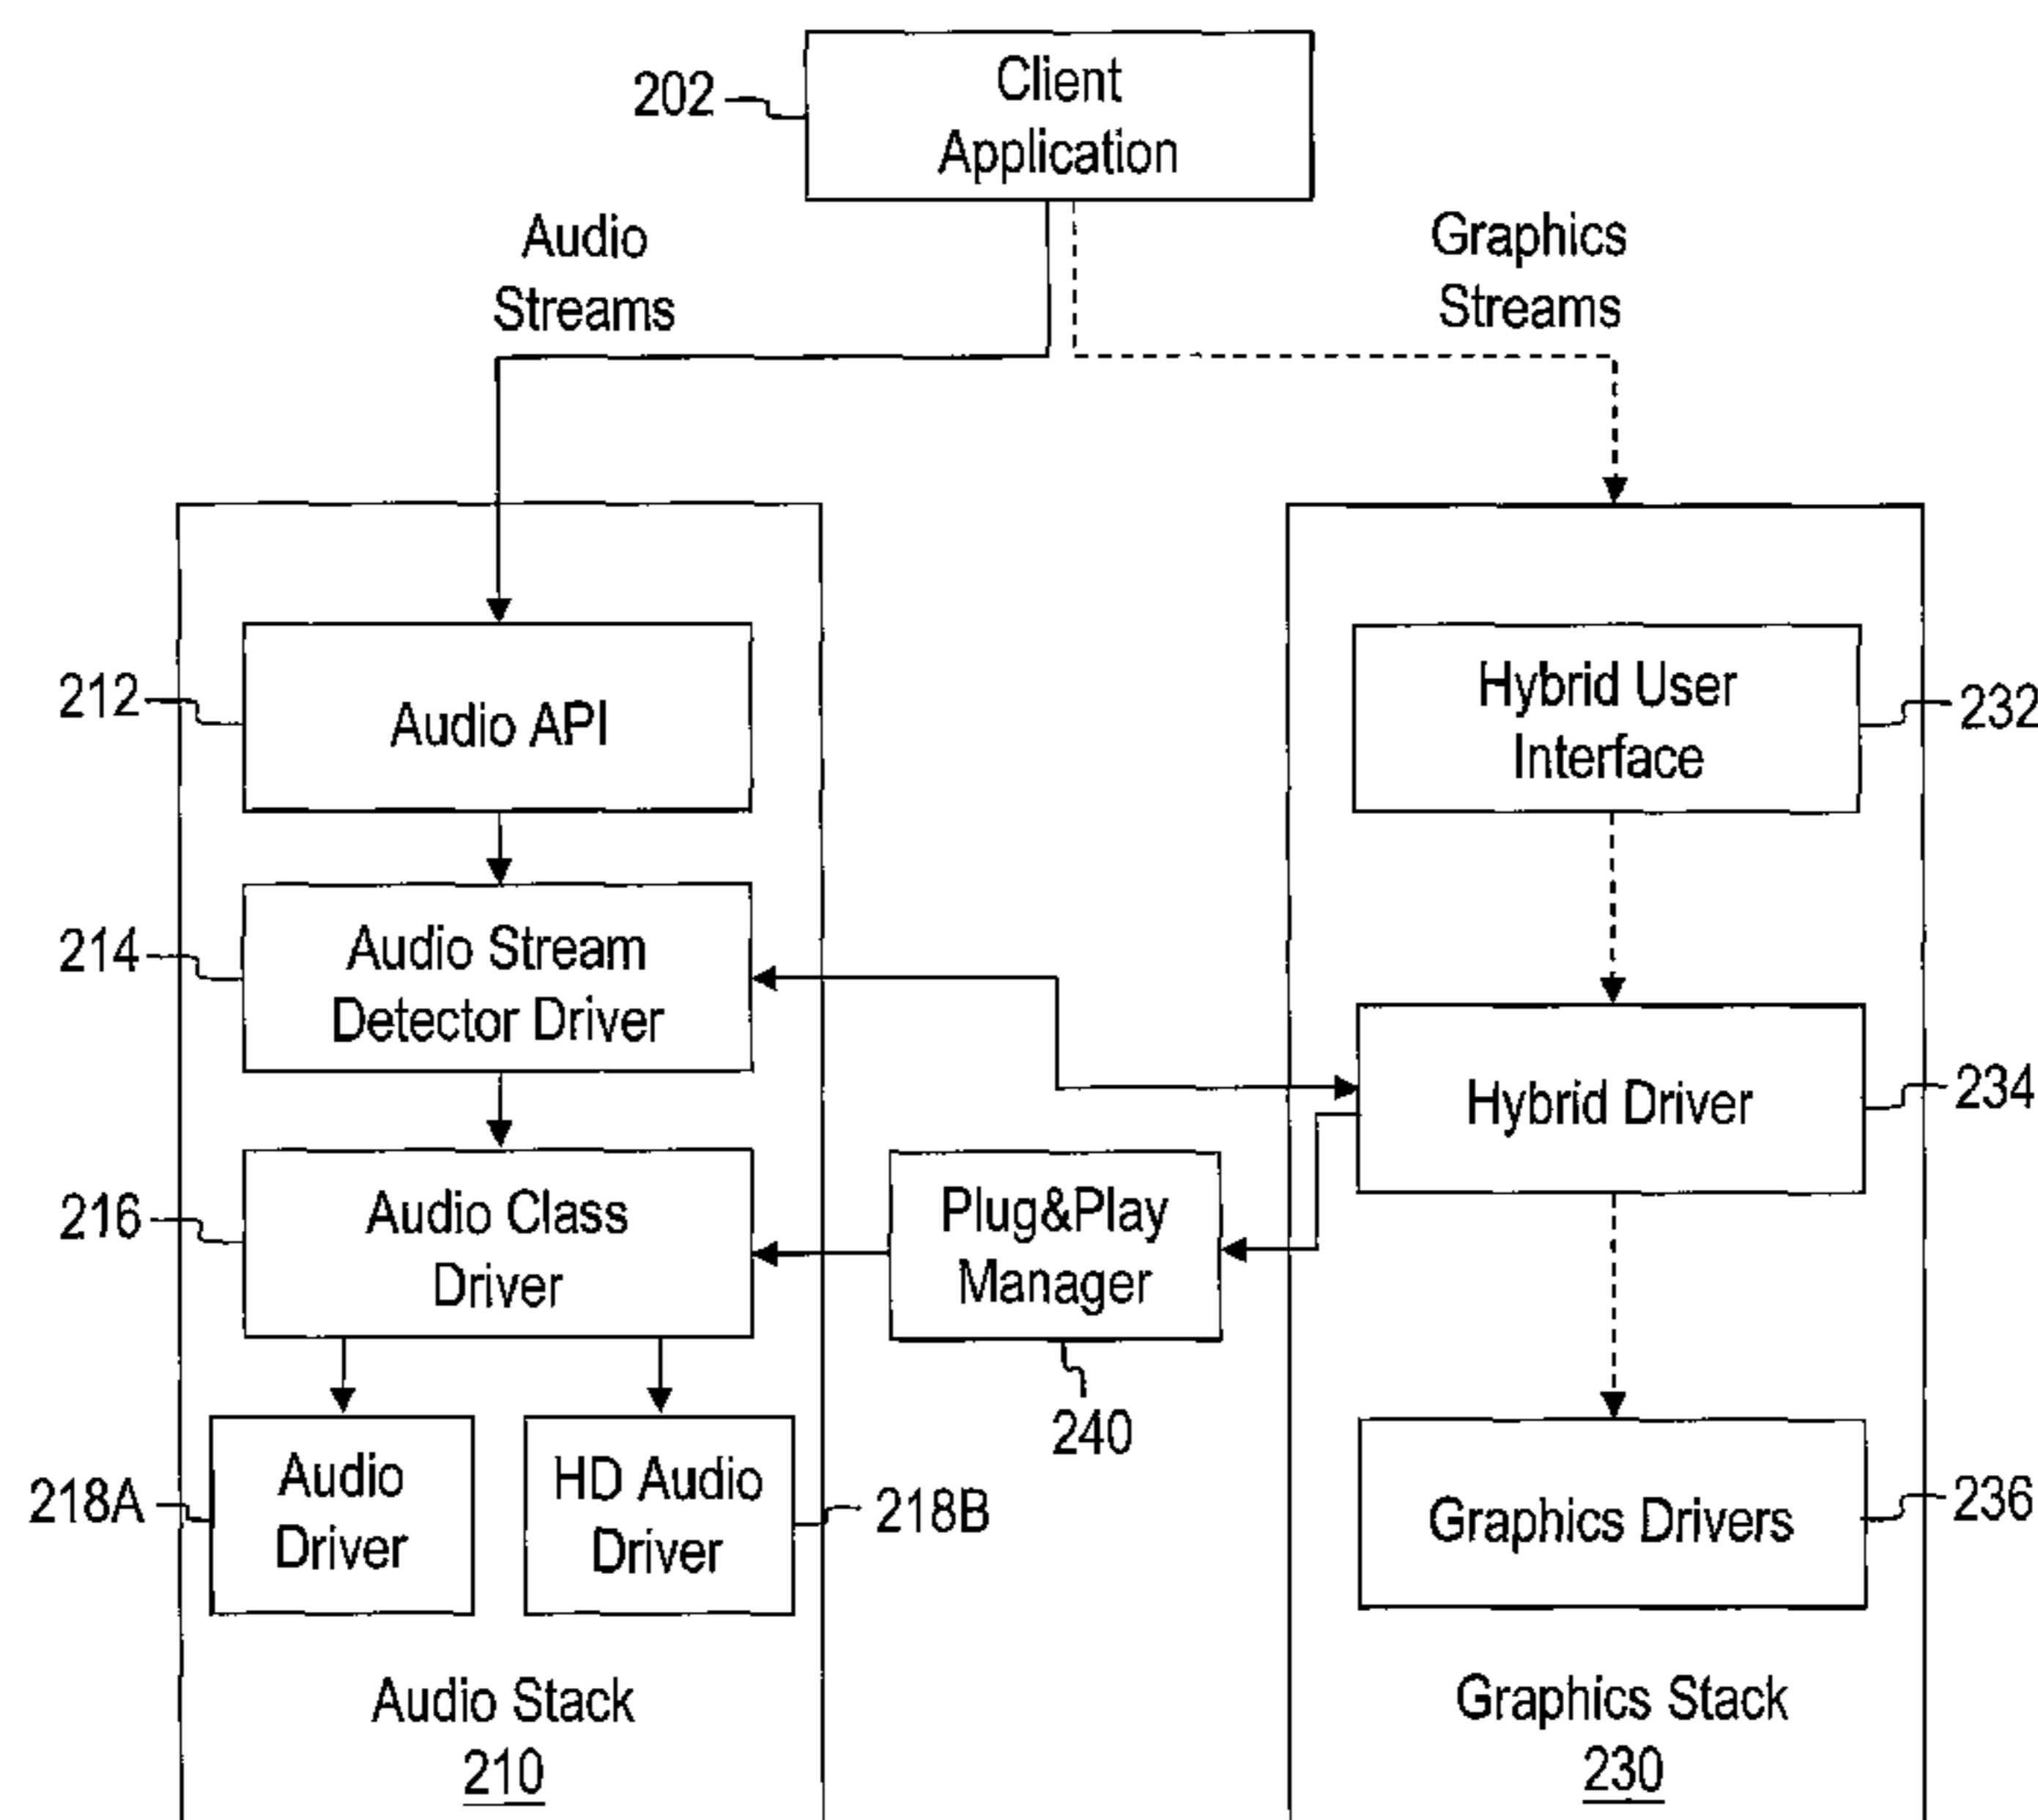 Client
Application
202
Audio
Streams
Graphics
Streams
212
Audio API
Hybrid User
Interface
232
214
Audio Stream
Detector Driver
Hybrid Driver
234
216
Audio Class
Driver
Plug&Play
Manager
240
218A
Audio
Driver
HD Audio
Driver
218B
Graphics Drivers
236
Audio Stack
210
Graphics Stack
230